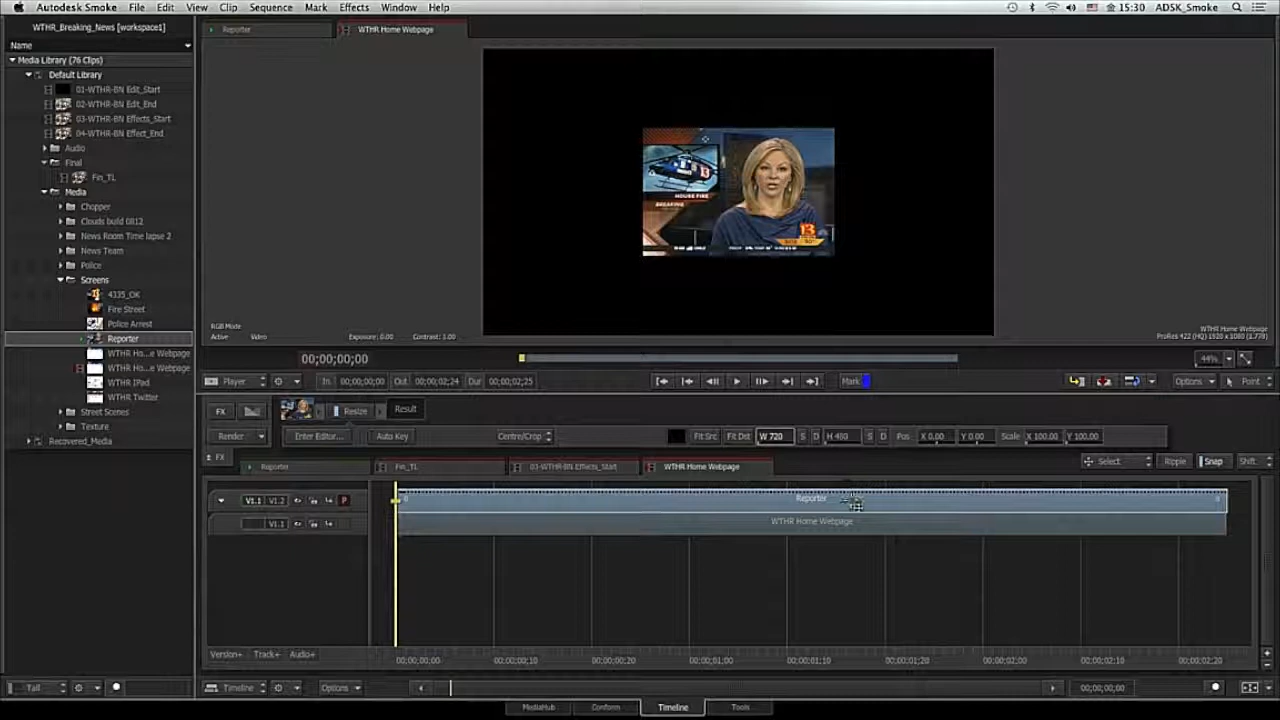 Autodesk Smoke File Edit View Clip Sequence Mark Effects Window Help 15:30 ADSK_Smoke
WTHR_Breaking_News [workspace1]
Name
Media Library (76 Clips)
Default Library
01-WTHR-BN Edit_Start
02-WTHR-BN Edit_End
03-WTHR-BN Effects_Start
04-WTHR-BN Effect_End
Audio
Final
Fin_TL
Media
Chopper
Clouds build 0812
News Room Time lapse 2
News Team
Police
Screens
4335_OK
Fire Street
Police Arrest
Reporter
WTHR Ho...e Webpage
WTHR Ho...e Webpage
WTHR IPad
WTHR Twitter
Street Scenes
Texture
Recovered_Media
Reporter WTHR Home Webpage
13
HOUSE FIRE
BREAKING
13
RGB Mode
Active Video Exposure: 0.00 Contrast: 1.00
WTHR Home Webpage
ProRes 422 (HQ) 1920 x 1080 (1.778)
00;00;00;00 44%
Player In 00;00;00;00 Out 00;00;02;24 Dur 00;00;02;25 Mark Options Point
FX Resize Result
Render Enter Editor... Auto Key Centre/Crop Fit Src Fit Dst W 720 S D H 480 S D Pos X 0.00 Y 0.00 Scale X 100.00 Y 100.00
FX
Reporter Fin_TL 03-WTHR-BN Effects_Start WTHR Home Webpage Select Ripple Snap Shift
V1.1 V1.2 P Reporter
V1.1 WTHR Home Webpage
Version+ Track+ Audio+ 00;00;00;00 00;00;00;10 00;00;00;20 00;00;01;00 00;00;01;10 00;00;01;20 00;00;02;00 00;00;02;10 00;00;02;20
Tall Timeline Options 00;00;00;00
MediaHub Conform Timeline Tools